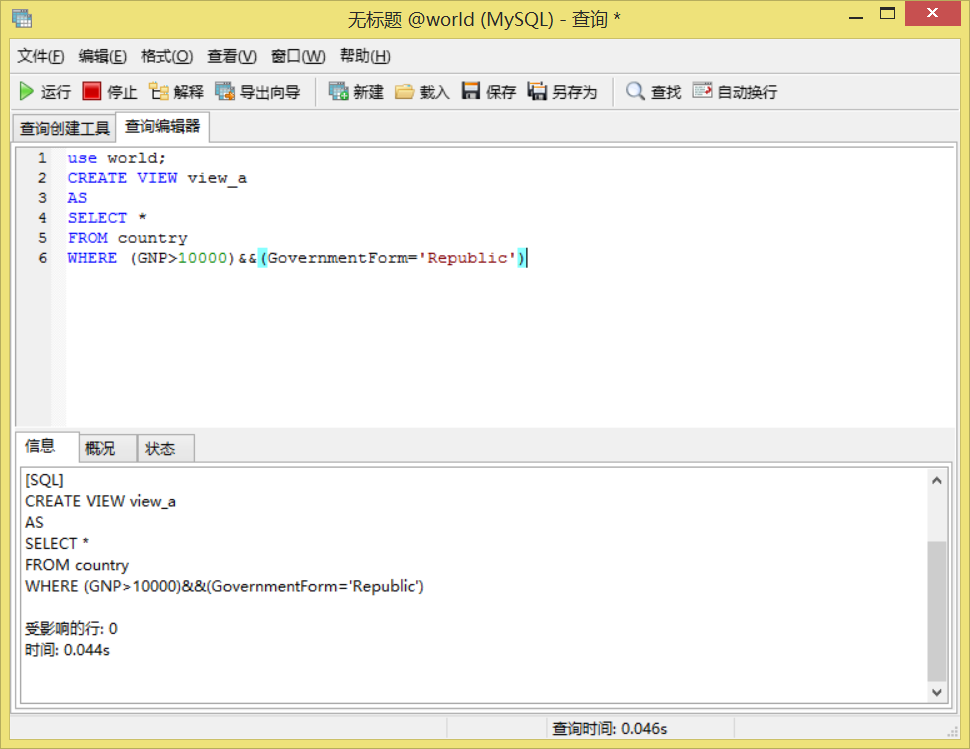 无标题 @world (MySQL) - 查询 *
文件(F) 编辑(E) 格式(O) 查看(V) 窗口(W) 帮助(H)
运行 停止 解释 导出向导 新建 载入 保存 另存为 查找 自动换行
查询创建工具 查询编辑器
1 use world;
2 CREATE VIEW view_a
3 AS
4 SELECT *
5 FROM country
6 WHERE (GNP>10000)&&(GovernmentForm='Republic')
信息 概况 状态
[SQL]
CREATE VIEW view_a
AS
SELECT *
FROM country
WHERE (GNP>10000)&&(GovernmentForm='Republic')
受影响的行: 0
时间: 0.044s
查询时间: 0.046s